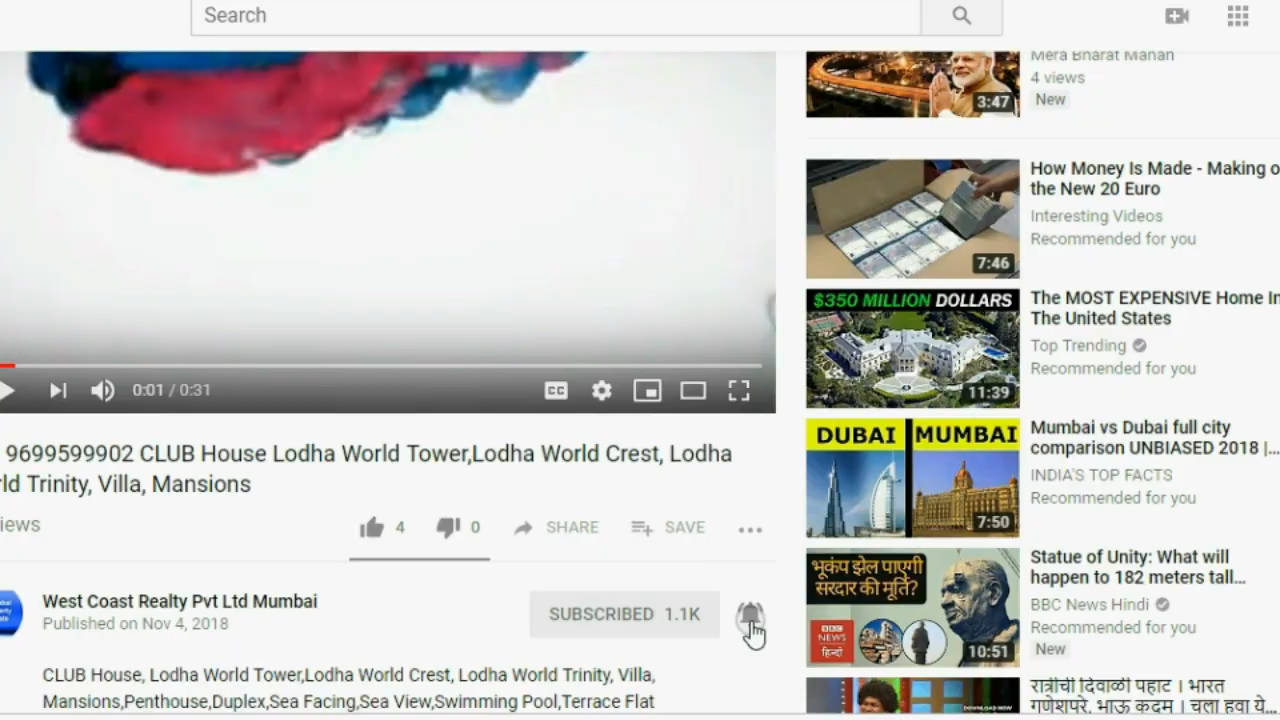 Search
Mera Bharat Mahan
4 views
New
3:47
How Money Is Made - Making o
the New 20 Euro
Interesting Videos
Recommended for you
7:46
$350 MILLION DOLLARS
The MOST EXPENSIVE Home In
The United States
Top Trending
Recommended for you
11:39
CC
0:01 / 0:31
9699599902 CLUB House Lodha World Tower,Lodha World Crest, Lodha
rld Trinity, Villa, Mansions
iews
4
0
SHARE
SAVE
DUBAI MUMBAI
Mumbai vs Dubai full city
comparison UNBIASED 2018 |...
INDIA'S TOP FACTS
Recommended for you
7:50
West Coast Realty Pvt Ltd Mumbai
Published on Nov 4, 2018
SUBSCRIBED 1.1K
भूकंप झेल पाएगी
सरदार की मूर्ति?
BBC
NEWS
हिन्दी
10:51
Statue of Unity: What will
happen to 182 meters tall...
BBC News Hindi
Recommended for you
New
CLUB House, Lodha World Tower,Lodha World Crest, Lodha World Trinity, Villa,
Mansions,Penthouse,Duplex,Sea Facing,Sea View,Swimming Pool,Terrace Flat
DOWNLOAD NOW
रात्रीची दिवाळी पहाट । भारत
गणेशपुरे, भाऊ कदम । चला हवा ये...